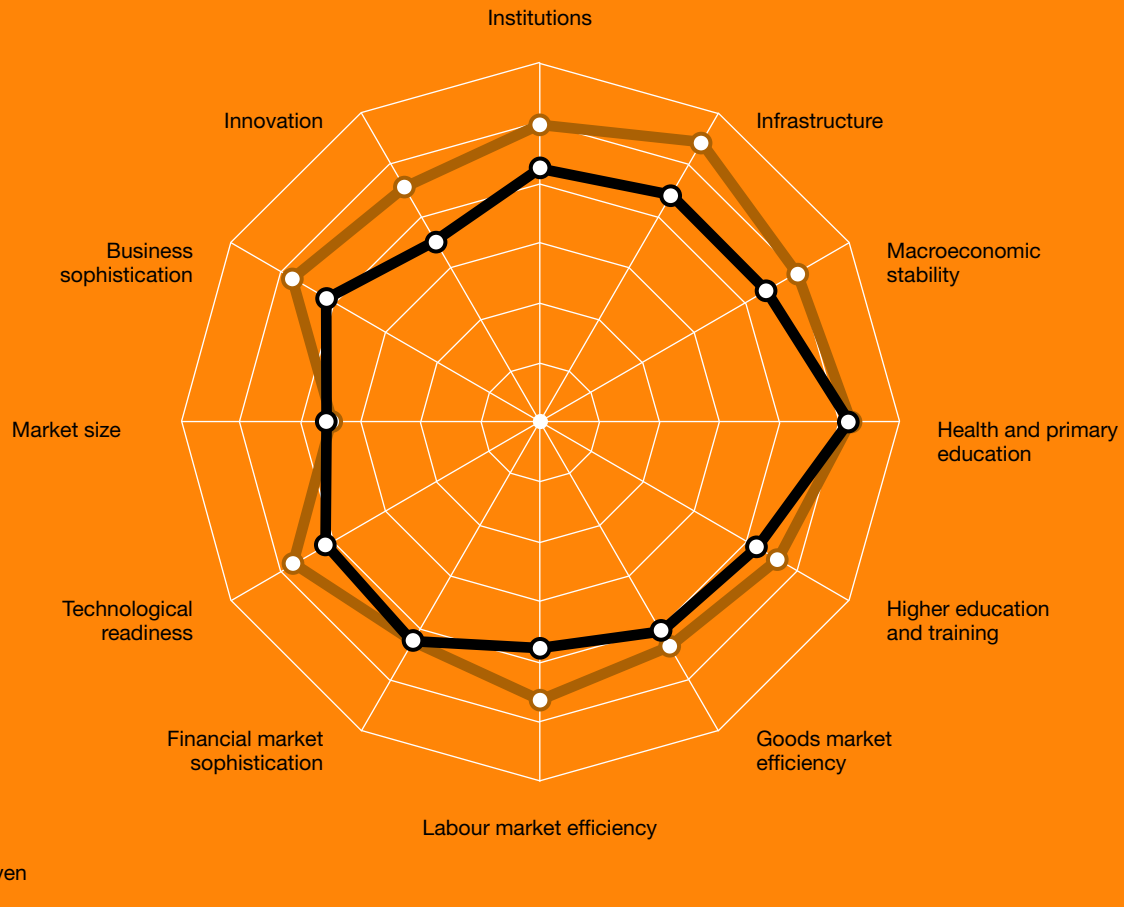 Institutions
Infrastructure
Macroeconomic
stability
Health and primary
education
Higher education
and training
Goods market
efficiency
Labour market efficiency
Financial market
sophistication
Technological
readiness
Market size
Business
sophistication
Innovation